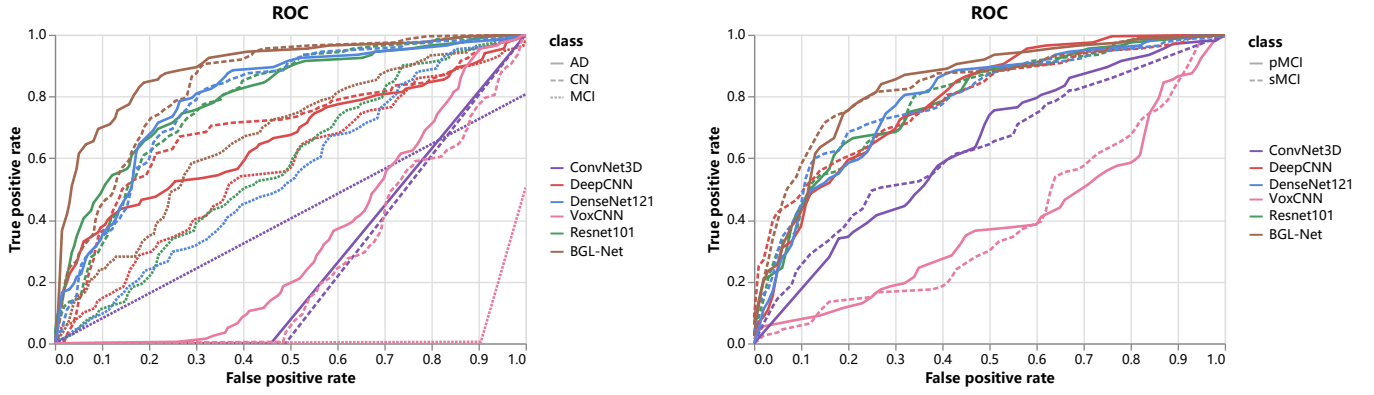 ROC
True positive rate
1.0
0.8
0.6
0.4
0.2
0.0
0.0 0.1 0.2 0.3 0.4 0.5 0.6 0.7 0.8 0.9 1.0
False positive rate
class
AD
CN
MCI
ConvNet3D
DeepCNN
DenseNet121
VoxCNN
Resnet101
BGL-Net
ROC
True positive rate
1.0
0.8
0.6
0.4
0.2
0.0
0.0 0.1 0.2 0.3 0.4 0.5 0.6 0.7 0.8 0.9 1.0
False positive rate
class
pMCI
sMCI
ConvNet3D
DeepCNN
DenseNet121
VoxCNN
Resnet101
BGL-Net